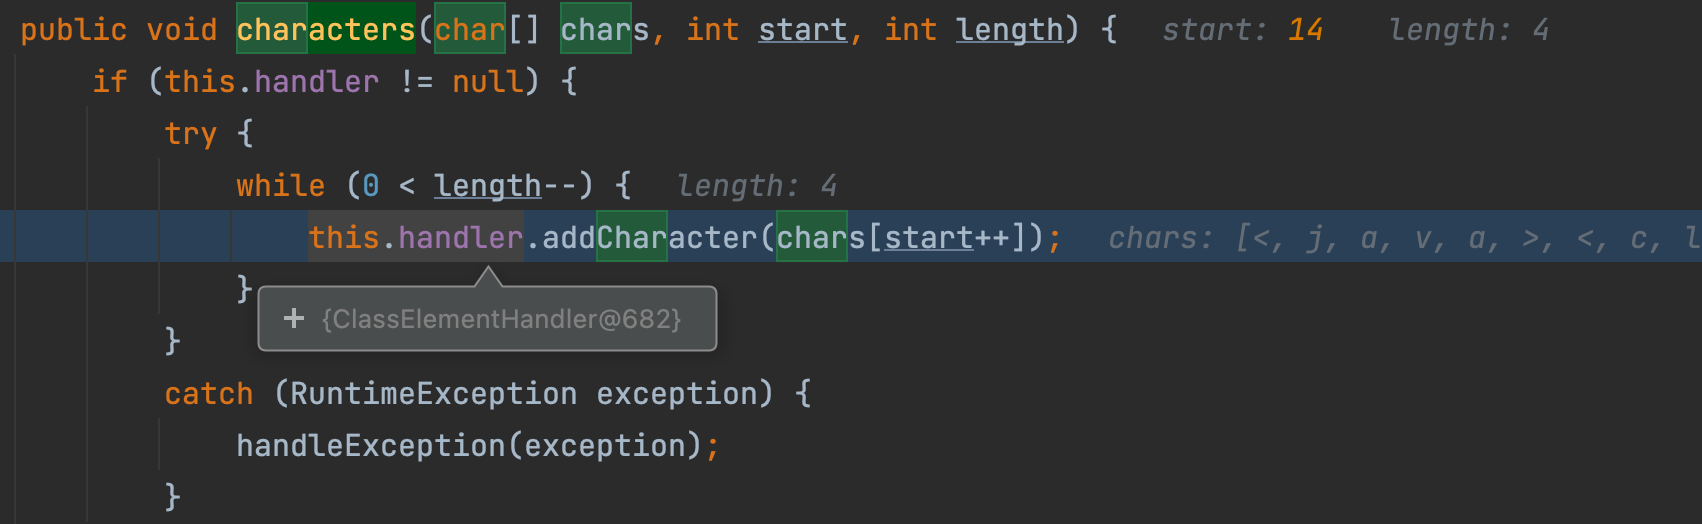 public void characters(char[] chars, int start, int length) {  start: 14  length: 4
if (this.handler != null) {
try {
while (0 < length--) {  length: 4
this.handler.addCharacter(chars[start++]);  chars: [<, j, a, v, a, >, <, c, l
}
+ {ClassElementHandler@682}
}
catch (RuntimeException exception) {
handleException(exception);
}